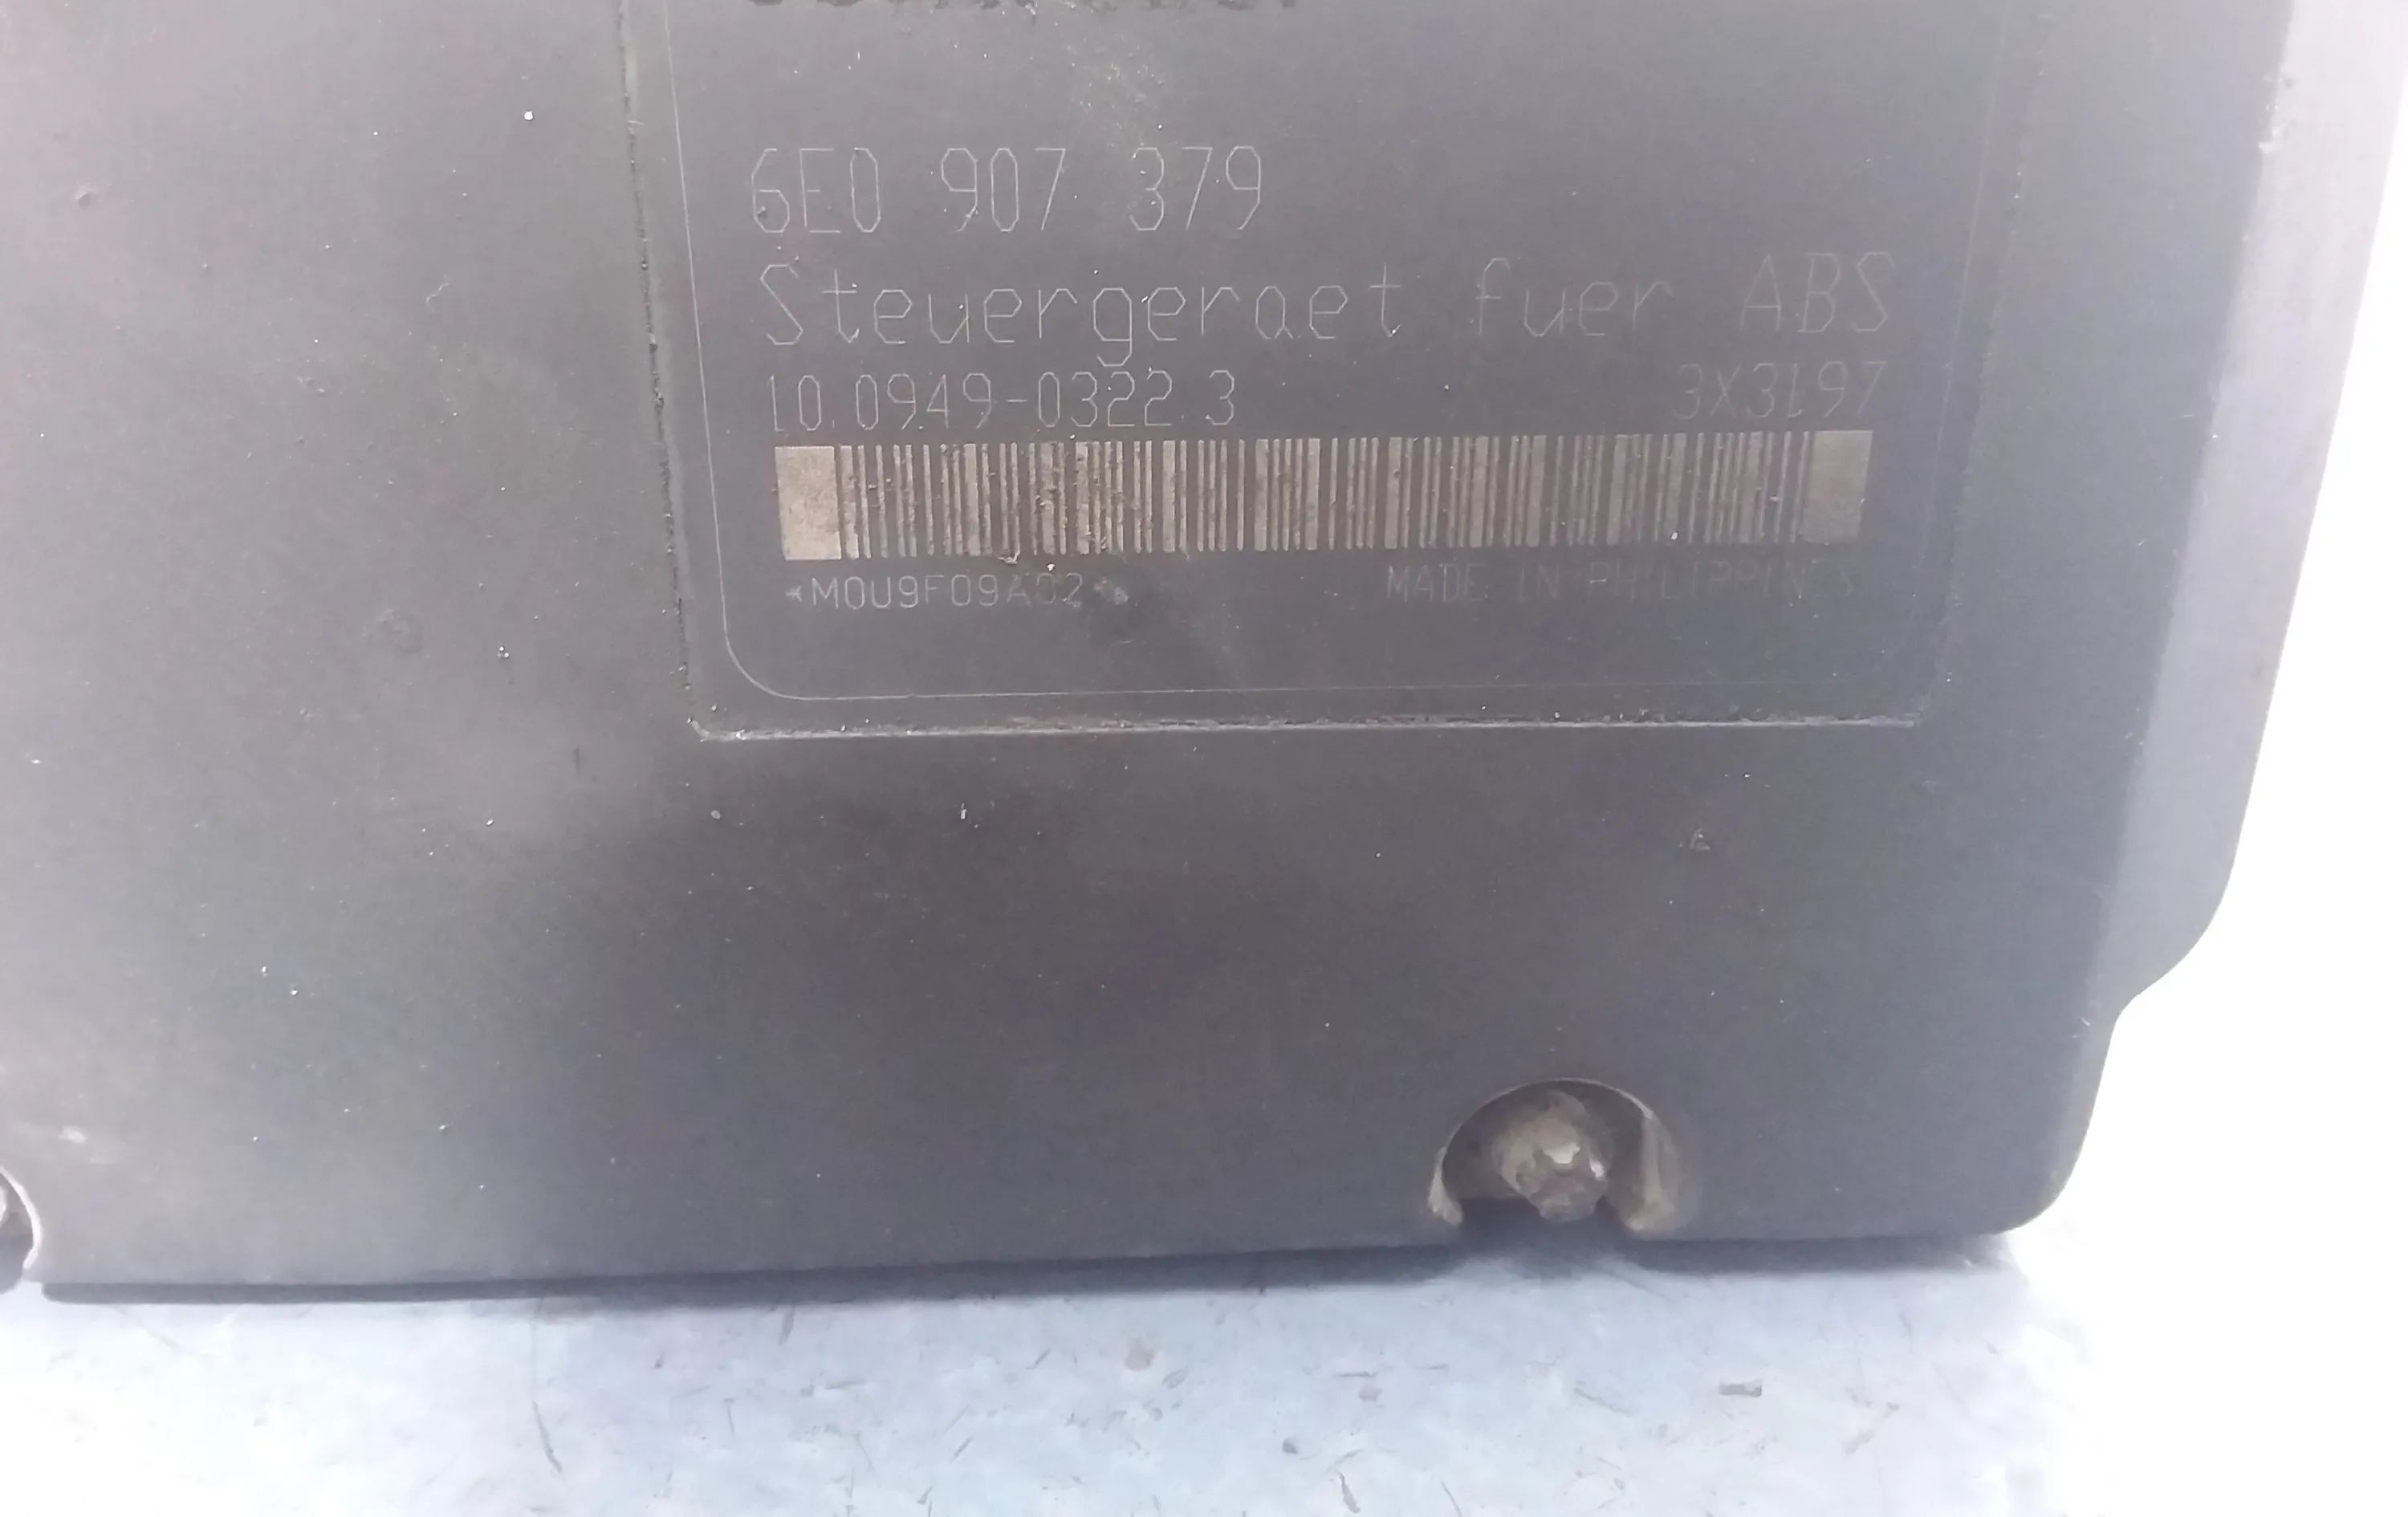 6E0 907 379
Steuergeraet fuer ABS
10.0949-0322.3 3X3197
*M0U9F09A02*
MADE IN PHILIPPINES